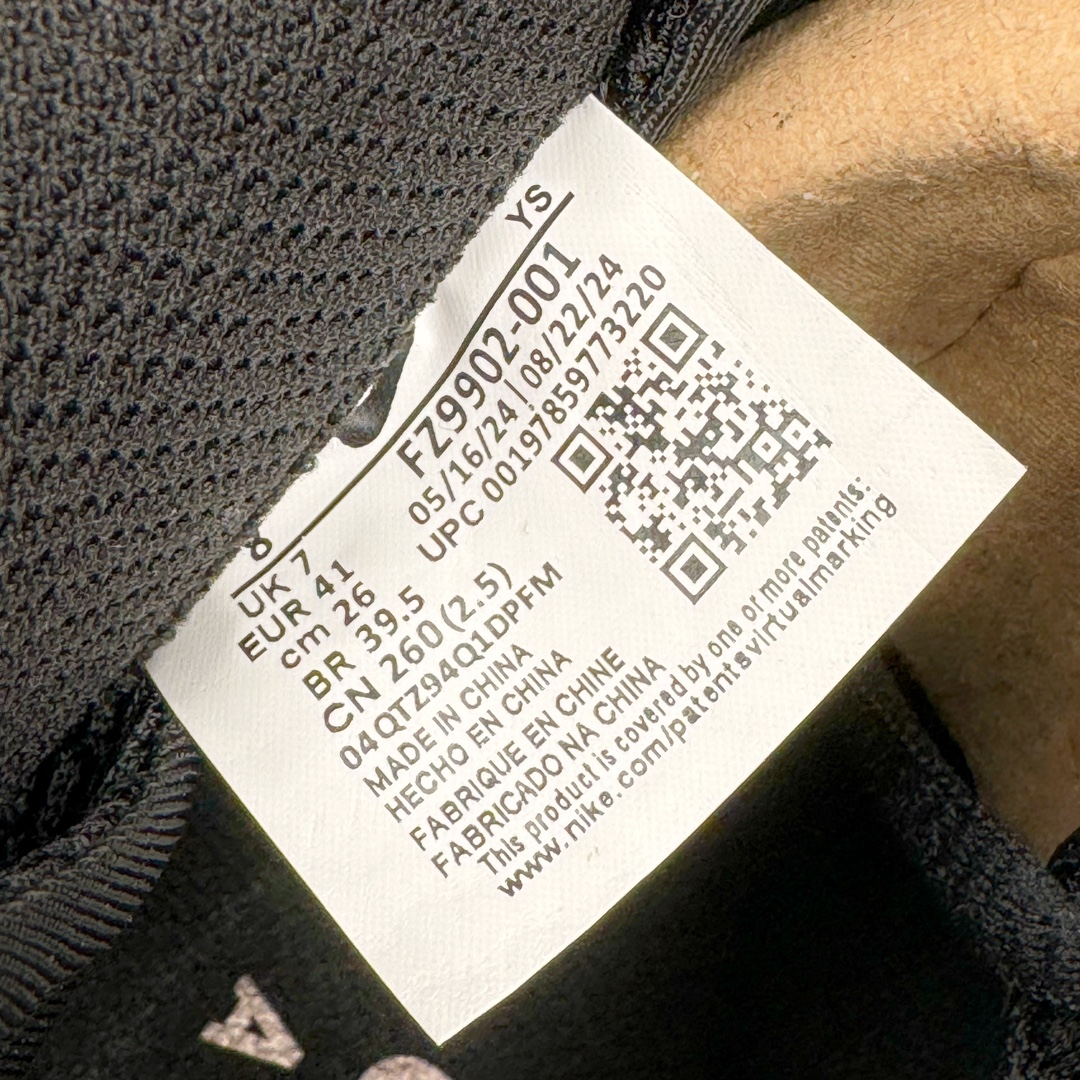 YS
FZ9902-001
05/16/24 | 08/22/24
UPC 00197859773220
8
UK 7
EUR 41
cm 26
BR 39.5
CN 260 (2.5)
04QTZ94Q1DPFM
MADE IN CHINA
HECHO EN CHINA
FABRIQUE EN CHINE
FABRICADO NA CHINA
This product is covered by one or more patents:
www.nike.com/patentsvirtualmarking